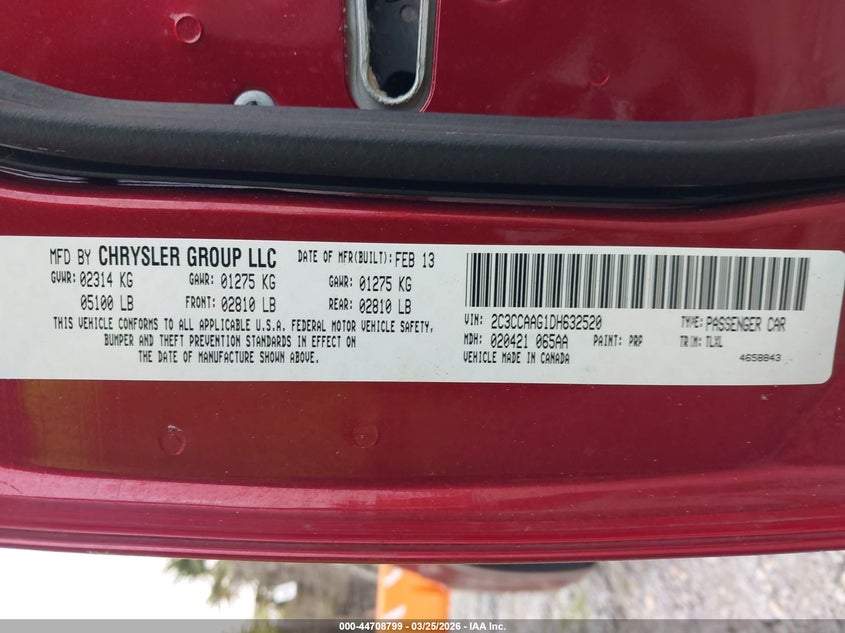 MFD BY CHRYSLER GROUP LLC DATE OF MFR(BUILT): FEB 13
GVWR: 02314 KG GAWR: 01275 KG GAWR: 01275 KG
05100 LB FRONT: 02810 LB REAR: 02810 LB
THIS VEHICLE CONFORMS TO ALL APPLICABLE U.S.A. FEDERAL MOTOR VEHICLE SAFETY,
BUMPER AND THEFT PREVENTION STANDARDS IN EFFECT ON
THE DATE OF MANUFACTURE SHOWN ABOVE.
VIN: 2C3CCAAG1DH632520 TYPE: PASSENGER CAR
MDH: 020421 065AA PAINT: PRP TRIM: TLXL
VEHICLE MADE IN CANADA 4658843
000-44708799 - 03/25/2026 - © IAA Inc.